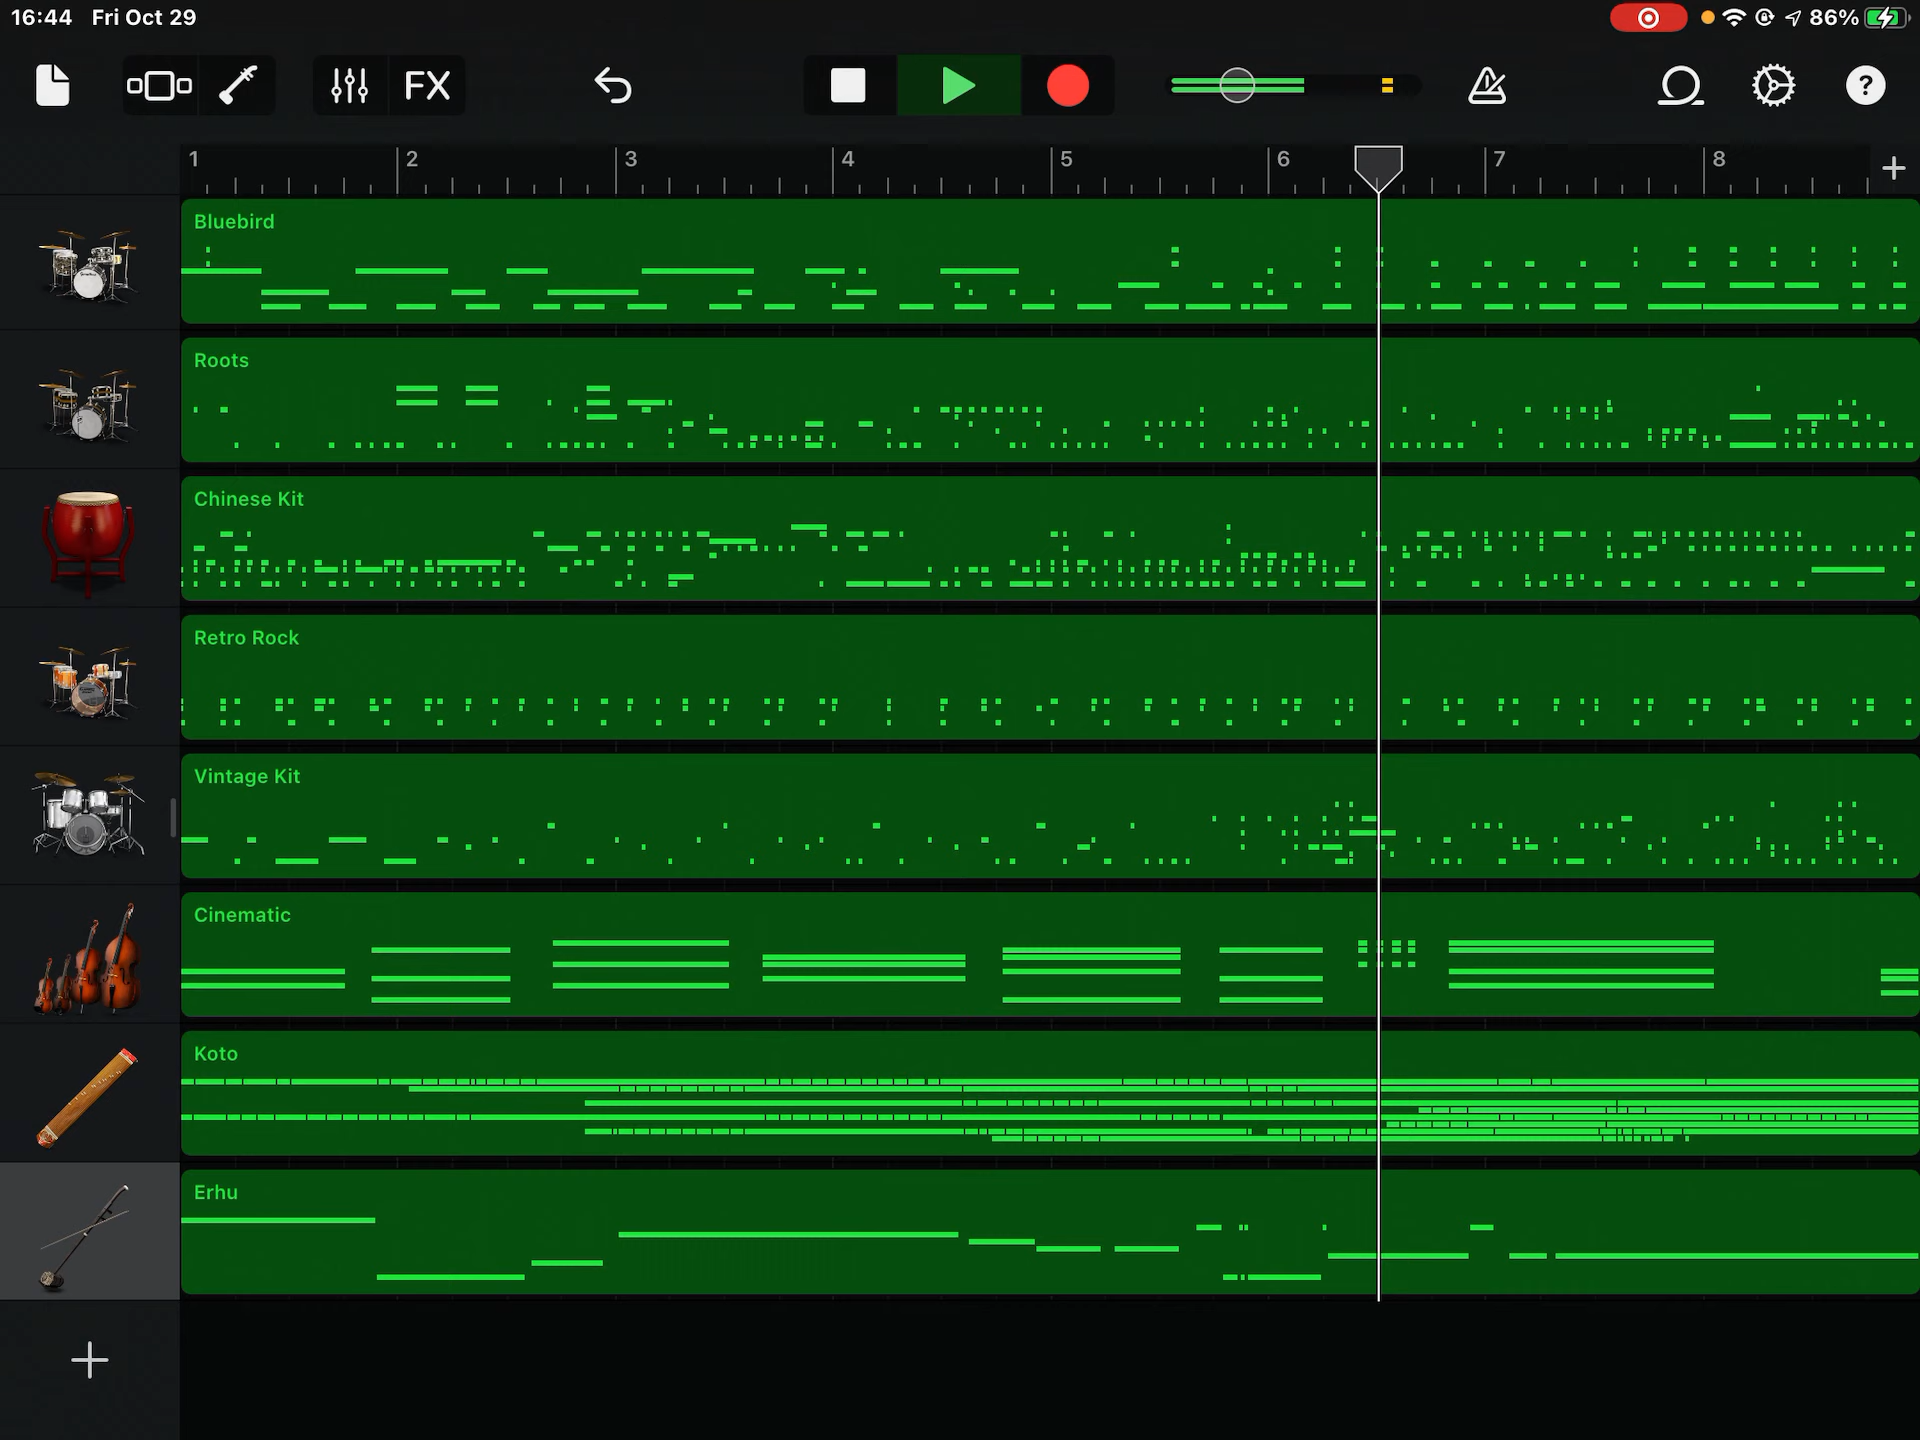 16:44 Fri Oct 29 86%
FX ?
1 2 3 4 5 6 7 8
Bluebird
Roots
Chinese Kit
Retro Rock
Vintage Kit
Cinematic
Koto
Erhu